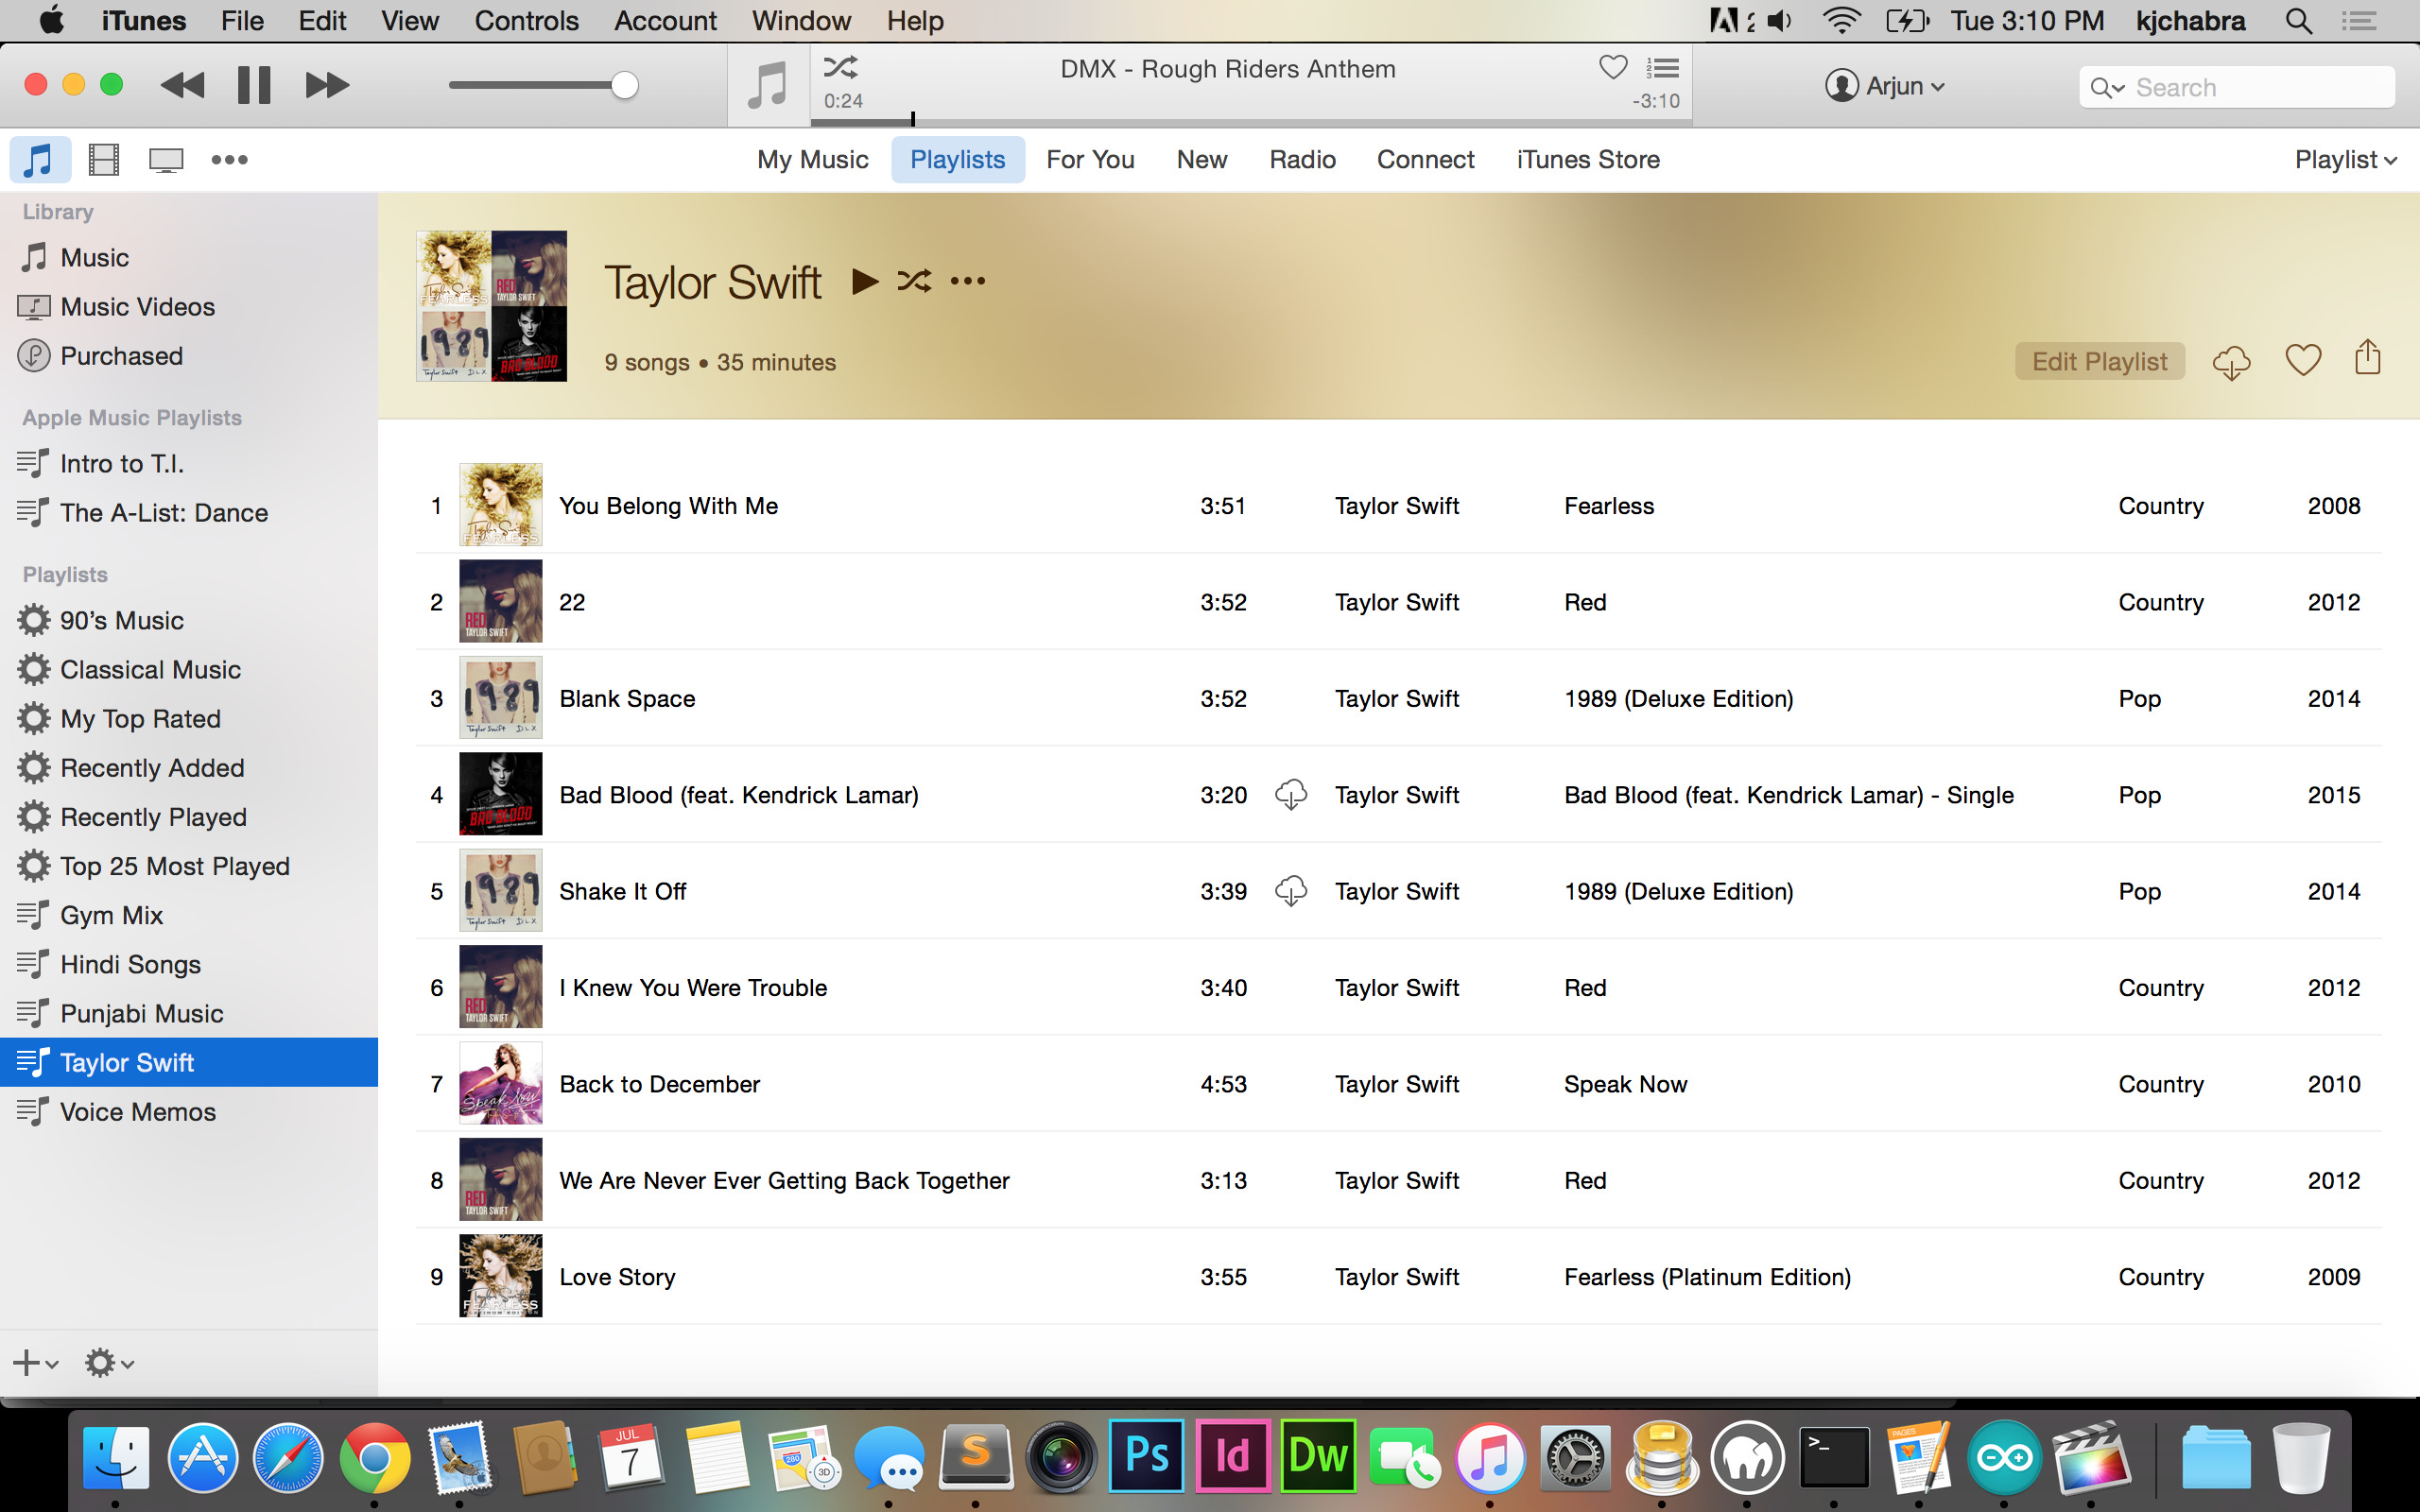 iTunes File Edit View Controls Account Window Help 2 Tue 3:10 PM kjchabra
DMX - Rough Riders Anthem
0:24 -3:10
Arjun
Search
My Music Playlists For You New Radio Connect iTunes Store Playlist
Library
Music
Music Videos
Purchased
Apple Music Playlists
Intro to T.I.
The A-List: Dance
Playlists
90's Music
Classical Music
My Top Rated
Recently Added
Recently Played
Top 25 Most Played
Gym Mix
Hindi Songs
Punjabi Music
Taylor Swift
Voice Memos
Taylor Swift
9 songs • 35 minutes
Edit Playlist
1 You Belong With Me 3:51 Taylor Swift Fearless Country 2008
2 22 3:52 Taylor Swift Red Country 2012
3 Blank Space 3:52 Taylor Swift 1989 (Deluxe Edition) Pop 2014
4 Bad Blood (feat. Kendrick Lamar) 3:20 Taylor Swift Bad Blood (feat. Kendrick Lamar) - Single Pop 2015
5 Shake It Off 3:39 Taylor Swift 1989 (Deluxe Edition) Pop 2014
6 I Knew You Were Trouble 3:40 Taylor Swift Red Country 2012
7 Back to December 4:53 Taylor Swift Speak Now Country 2010
8 We Are Never Ever Getting Back Together 3:13 Taylor Swift Red Country 2012
9 Love Story 3:55 Taylor Swift Fearless (Platinum Edition) Country 2009
JUL
7
280
3D
S
Ps
Id
Dw
>_
PAGES